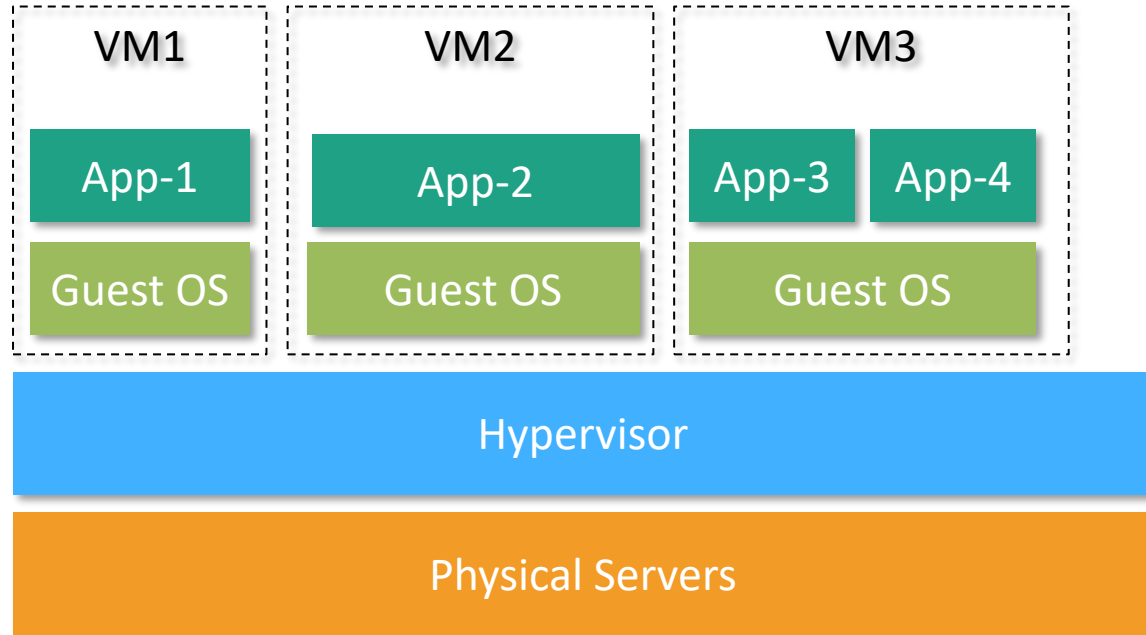 VM1
VM2
VM3
App-1
App-2
App-3
App-4
Guest OS
Guest OS
Guest OS
Hypervisor
Physical Servers